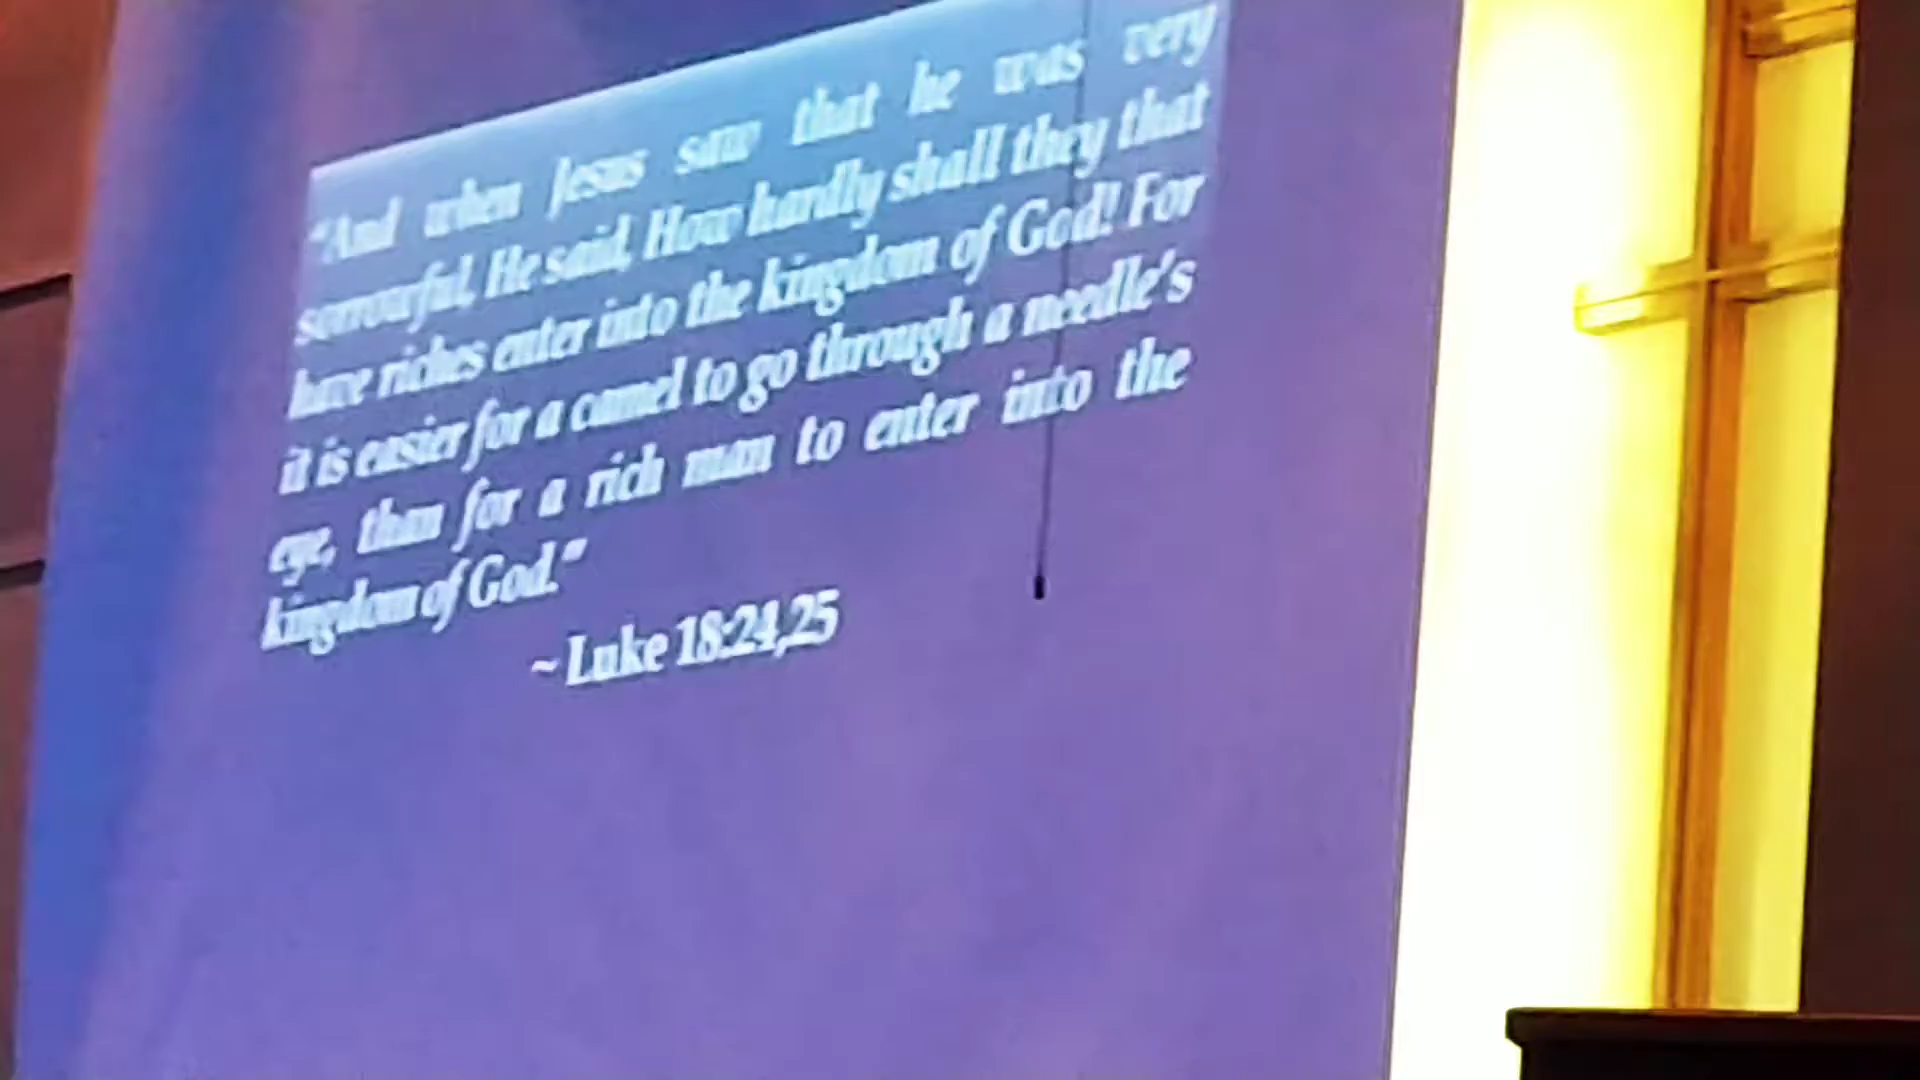 "And when Jesus saw that he was very
sorrowful, He said, How hardly shall they that
have riches enter into the kingdom of God! For
it is easier for a camel to go through a needle's
eye, than for a rich man to enter into the
kingdom of God."
~ Luke 18:24,25